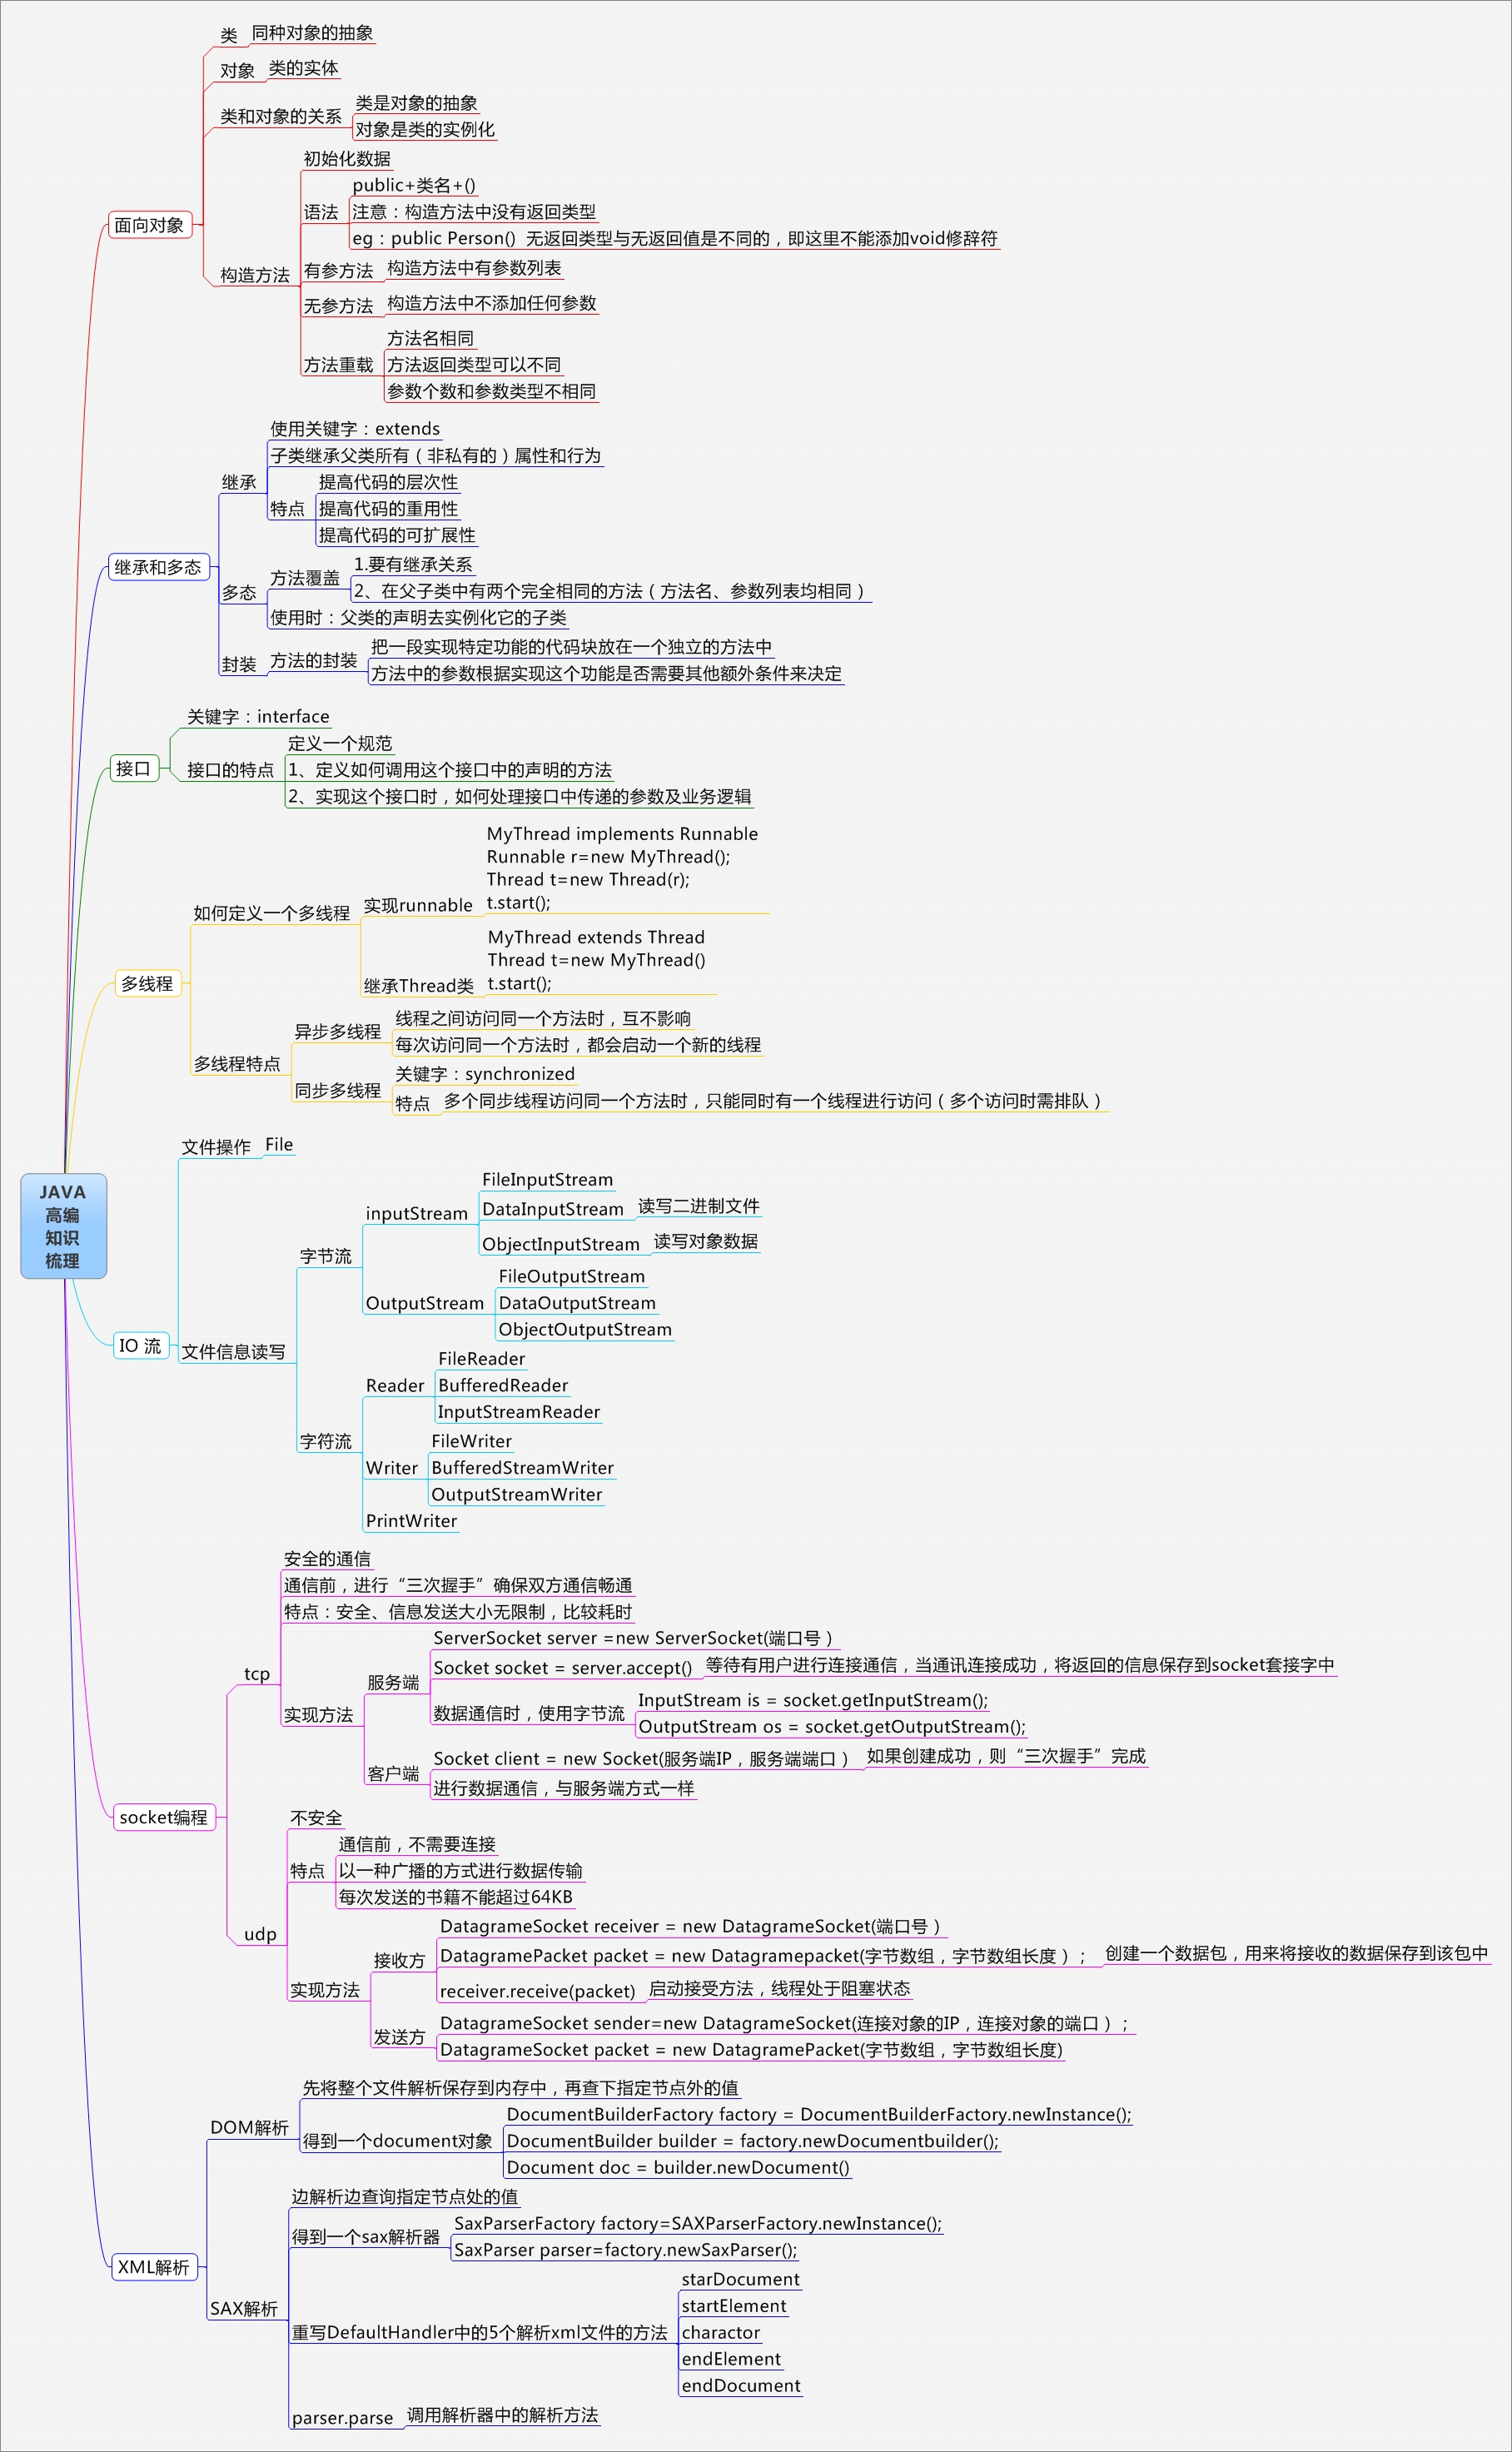 JAVA
高编
知识
梳理
面向对象
类
同种对象的抽象
对象
类的实体
类和对象的关系
类是对象的抽象
对象是类的实例化
构造方法
初始化数据
语法
public+类名+()
注意：构造方法中没有返回类型
eg：public Person()  无返回类型与无返回值是不同的，即这里不能添加void修辞符
有参方法
构造方法中有参数列表
无参方法
构造方法中不添加任何参数
方法重载
方法名相同
方法返回类型可以不同
参数个数和参数类型不相同
继承和多态
继承
使用关键字：extends
子类继承父类所有（非私有的）属性和行为
特点
提高代码的层次性
提高代码的重用性
提高代码的可扩展性
多态
方法覆盖
1.要有继承关系
2、在父子类中有两个完全相同的方法（方法名、参数列表均相同）
使用时：父类的声明去实例化它的子类
封装
方法的封装
把一段实现特定功能的代码块放在一个独立的方法中
方法中的参数根据实现这个功能是否需要其他额外条件来决定
接口
关键字：interface
接口的特点
定义一个规范
1、定义如何调用这个接口中的声明的方法
2、实现这个接口时，如何处理接口中传递的参数及业务逻辑
多线程
如何定义一个多线程
实现runnable
MyThread implements Runnable
Runnable r=new MyThread();
Thread t=new Thread(r);
t.start();
继承Thread类
MyThread extends Thread
Thread t=new MyThread()
t.start();
多线程特点
异步多线程
线程之间访问同一个方法时，互不影响
每次访问同一个方法时，都会启动一个新的线程
同步多线程
关键字：synchronized
特点
多个同步线程访问同一个方法时，只能同时有一个线程进行访问（多个访问时需排队）
IO 流
文件操作
File
文件信息读写
字节流
inputStream
FileInputStream
DataInputStream
读写二进制文件
ObjectInputStream
读写对象数据
OutputStream
FileOutputStream
DataOutputStream
ObjectOutputStream
字符流
Reader
FileReader
BufferedReader
InputStreamReader
Writer
FileWriter
BufferedStreamWriter
OutputStreamWriter
PrintWriter
socket编程
tcp
安全的通信
通信前，进行“三次握手”确保双方通信畅通
特点：安全、信息发送大小无限制，比较耗时
实现方法
服务端
ServerSocket server =new ServerSocket(端口号）
Socket socket = server.accept()
等待有用户进行连接通信，当通讯连接成功，将返回的信息保存到socket套接字中
数据通信时，使用字节流
InputStream is = socket.getInputStream();
OutputStream os = socket.getOutputStream();
客户端
Socket client = new Socket(服务端IP，服务端端口）
如果创建成功，则“三次握手”完成
进行数据通信，与服务端方式一样
udp
不安全
特点
通信前，不需要连接
以一种广播的方式进行数据传输
每次发送的书籍不能超过64KB
实现方法
接收方
DatagrameSocket receiver = new DatagrameSocket(端口号）
DatagramePacket packet = new Datagramepacket(字节数组，字节数组长度）；
创建一个数据包，用来将接收的数据保存到该包中
receiver.receive(packet)
启动接受方法，线程处于阻塞状态
发送方
DatagrameSocket sender=new DatagrameSocket(连接对象的IP，连接对象的端口）；
DatagrameSocket packet = new DatagramePacket(字节数组，字节数组长度)
XML解析
DOM解析
先将整个文件解析保存到内存中，再查下指定节点外的值
得到一个document对象
DocumentBuilderFactory factory = DocumentBuilderFactory.newInstance();
DocumentBuilder builder = factory.newDocumentbuilder();
Document doc = builder.newDocument()
SAX解析
边解析边查询指定节点处的值
得到一个sax解析器
SaxParserFactory factory=SAXParserFactory.newInstance();
SaxParser parser=factory.newSaxParser();
重写DefaultHandler中的5个解析xml文件的方法
starDocument
startElement
charactor
endElement
endDocument
parser.parse
调用解析器中的解析方法